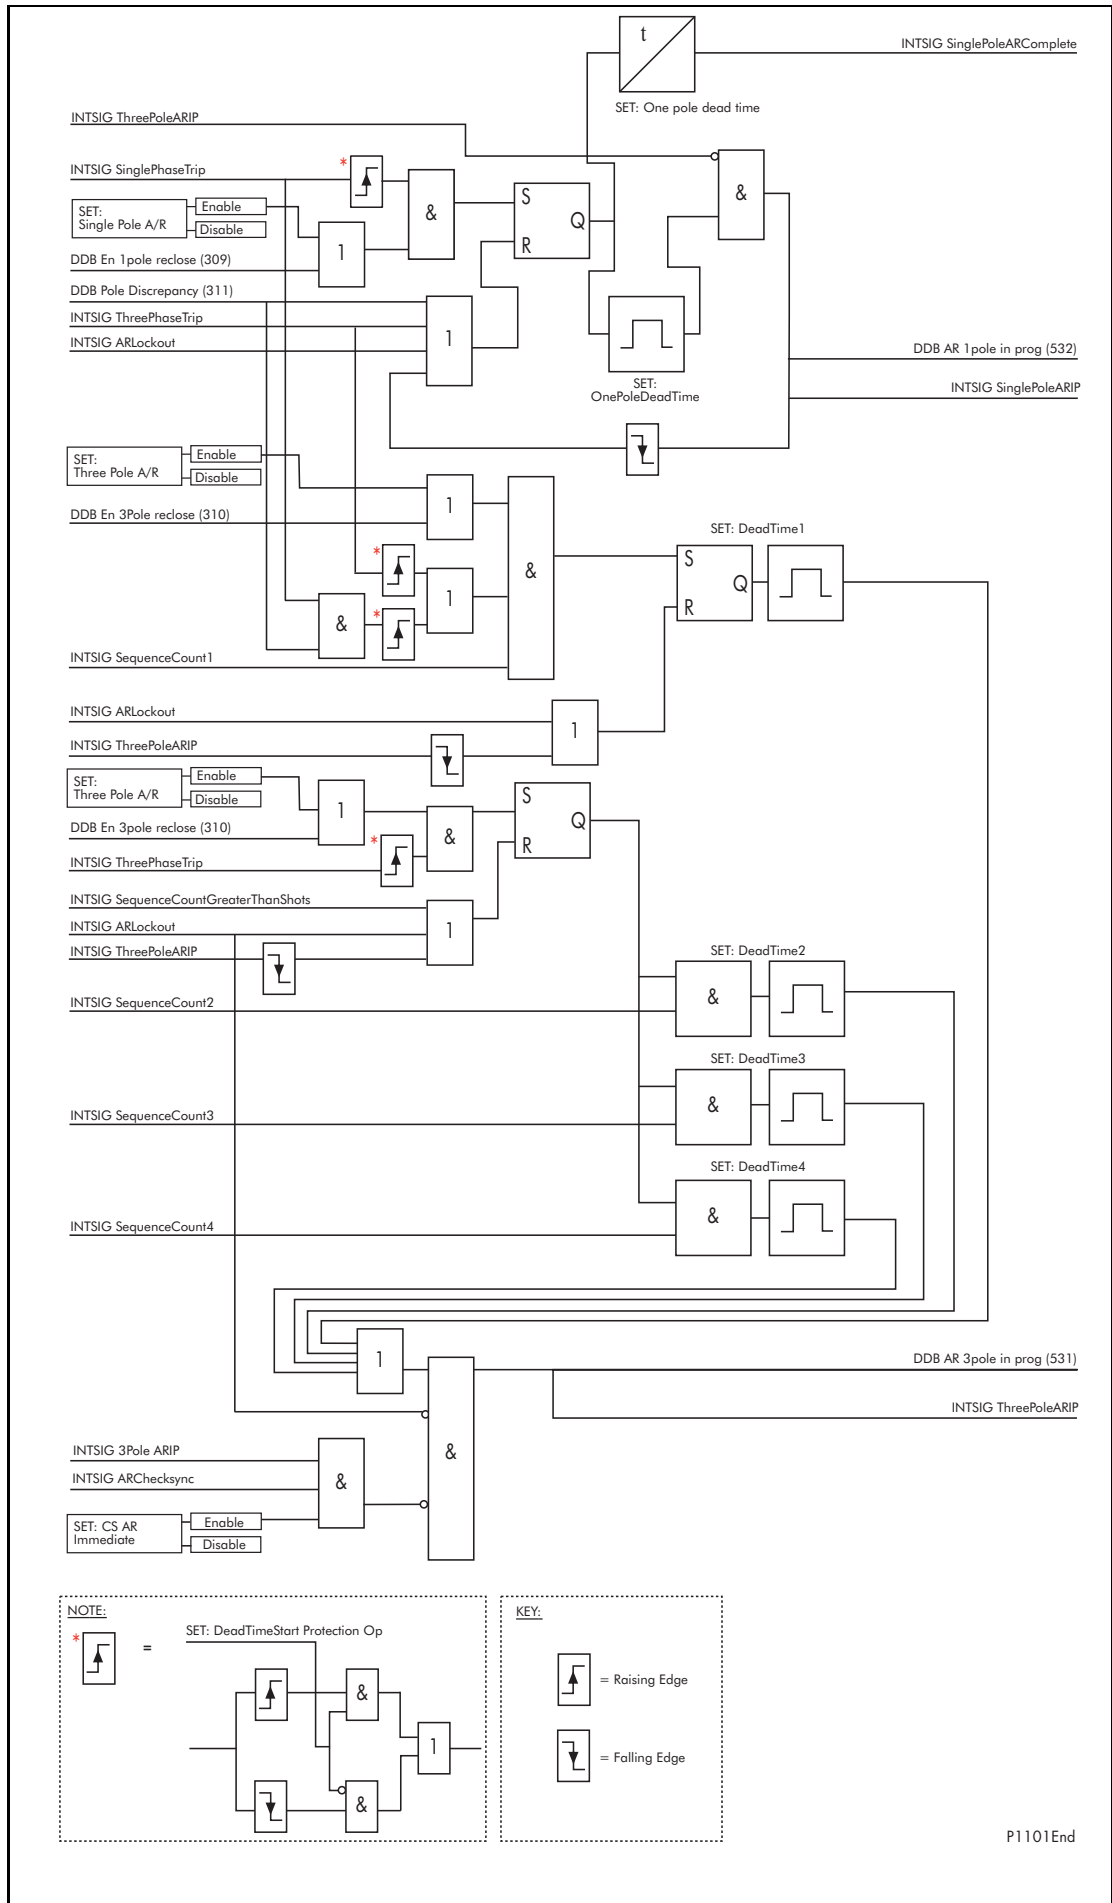 t
INTSIG SinglePoleARComplete
SET: One pole dead time
INTSIG ThreePoleARIP
INTSIG SinglePhaseTrip
*
&
&
S
Q
R
SET:
Single Pole A/R
Enable
Disable
1
DDB En 1pole reclose (309)
DDB Pole Discrepancy (311)
INTSIG ThreePhaseTrip
INTSIG ARLockout
1
SET:
OnePoleDeadTime
DDB AR 1pole in prog (532)
INTSIG SinglePoleARIP
SET:
Three Pole A/R
Enable
Disable
1
DDB En 3Pole reclose (310)
SET: DeadTime1
*
1
&
S
Q
R
&
*
INTSIG SequenceCount1
INTSIG ARLockout
1
INTSIG ThreePoleARIP
SET:
Three Pole A/R
Enable
Disable
1
S
Q
R
DDB En 3pole reclose (310)
*
&
INTSIG ThreePhaseTrip
INTSIG SequenceCountGreaterThanShots
INTSIG ARLockout
1
INTSIG ThreePoleARIP
SET: DeadTime2
&
INTSIG SequenceCount2
SET: DeadTime3
&
INTSIG SequenceCount3
SET: DeadTime4
&
INTSIG SequenceCount4
1
DDB AR 3pole in prog (531)
INTSIG ThreePoleARIP
INTSIG 3Pole ARIP
&
&
INTSIG ARChecksync
SET: CS AR
Immediate
Enable
Disable
NOTE:
*
=
SET: DeadTimeStart Protection Op
&
1
&
KEY:
= Raising Edge
= Falling Edge
P1101End